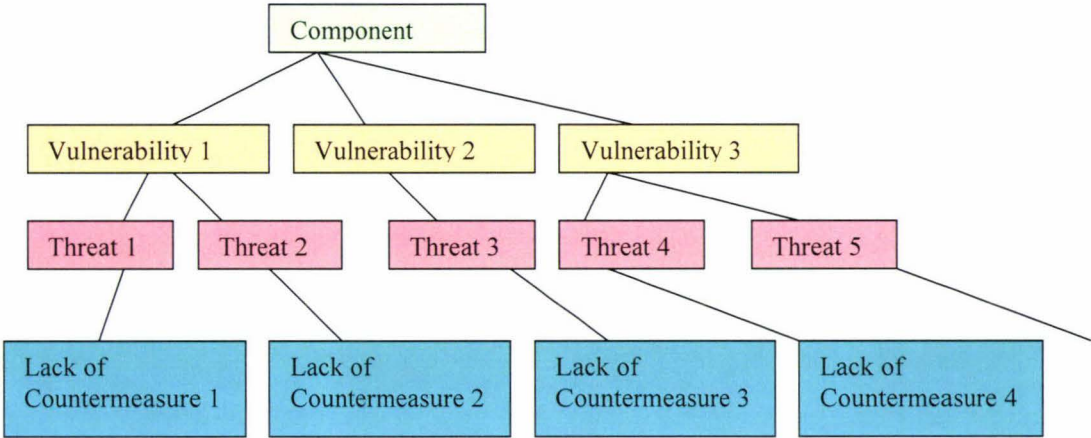 Component
Vulnerability 1
Vulnerability 2
Vulnerability 3
Threat 1
Threat 2
Threat 3
Threat 4
Threat 5
Lack of
Countermeasure 1
Lack of
Countermeasure 2
Lack of
Countermeasure 3
Lack of
Countermeasure 4